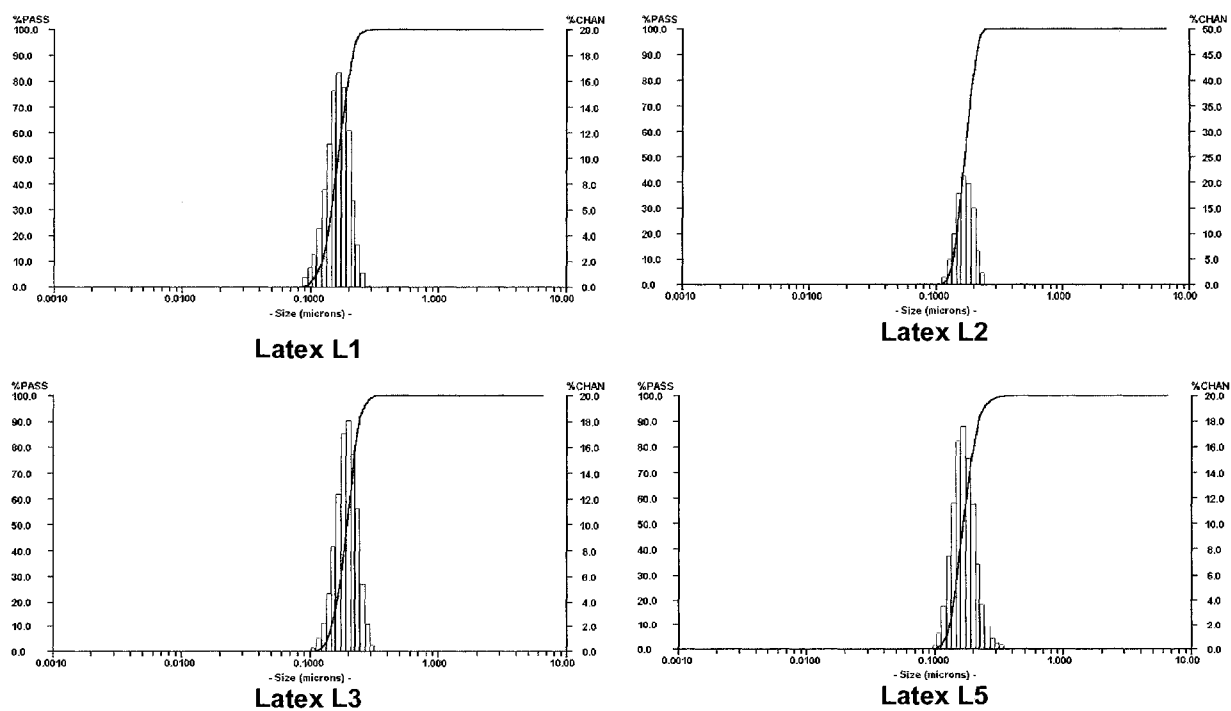 %PASS %CHAN
100.0 20.0
90.0 18.0
80.0 16.0
70.0 14.0
60.0 12.0
50.0 10.0
40.0 8.0
30.0 6.0
20.0 4.0
10.0 2.0
0.0 0.0
0.0010 0.0100 0.1000 1.000 10.00
- Size (microns) -
Latex L1
%PASS %CHAN
100.0 50.0
90.0 45.0
80.0 40.0
70.0 35.0
60.0 30.0
50.0 25.0
40.0 20.0
30.0 15.0
20.0 10.0
10.0 5.0
0.0 0.0
0.0010 0.0100 0.1000 1.000 10.00
- Size (microns) -
Latex L2
%PASS %CHAN
100.0 20.0
90.0 18.0
80.0 16.0
70.0 14.0
60.0 12.0
50.0 10.0
40.0 8.0
30.0 6.0
20.0 4.0
10.0 2.0
0.0 0.0
0.0010 0.0100 0.1000 1.000 10.00
- Size (microns) -
Latex L3
%PASS %CHAN
100.0 20.0
90.0 18.0
80.0 16.0
70.0 14.0
60.0 12.0
50.0 10.0
40.0 8.0
30.0 6.0
20.0 4.0
10.0 2.0
0.0 0.0
0.0010 0.0100 0.1000 1.000 10.00
- Size (microns) -
Latex L5